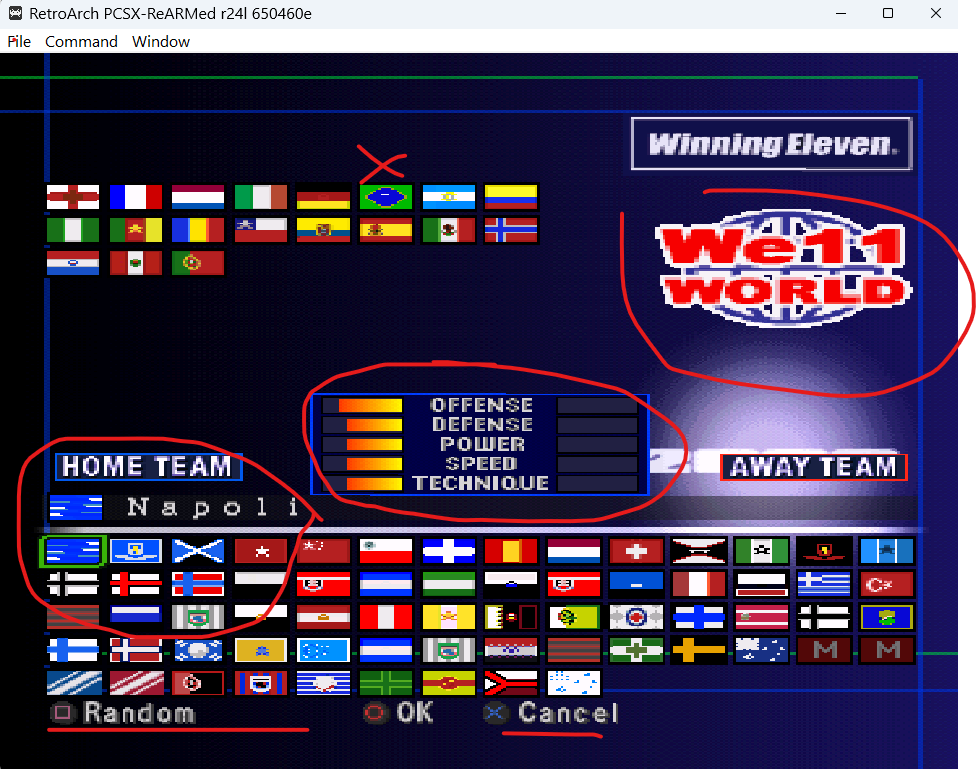 RetroArch PCSX-ReARMed r24l 650460e
File Command Window
Winning Eleven.
We11
WORLD
OFFENSE
DEFENSE
POWER
SPEED
TECHNIQUE
HOME TEAM
AWAY TEAM
Napoli
M M
Random OK Cancel